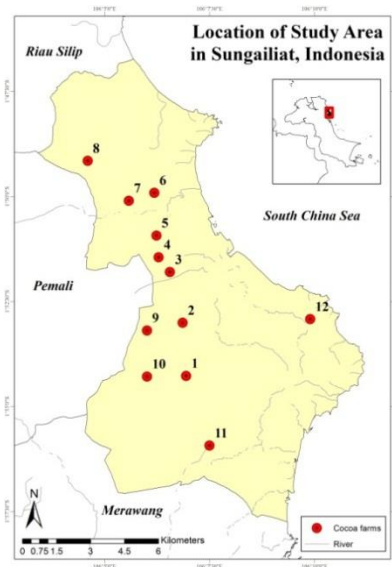 Location of Study Area
in Sungailiat, Indonesia
Riau Silip
8
7
6
South China Sea
5
4
3
Pemali
12
9
2
10
1
11
N
Merawang
Kilometers
0 0.75 1.5 3 4.5 6
Cocoa farms
River